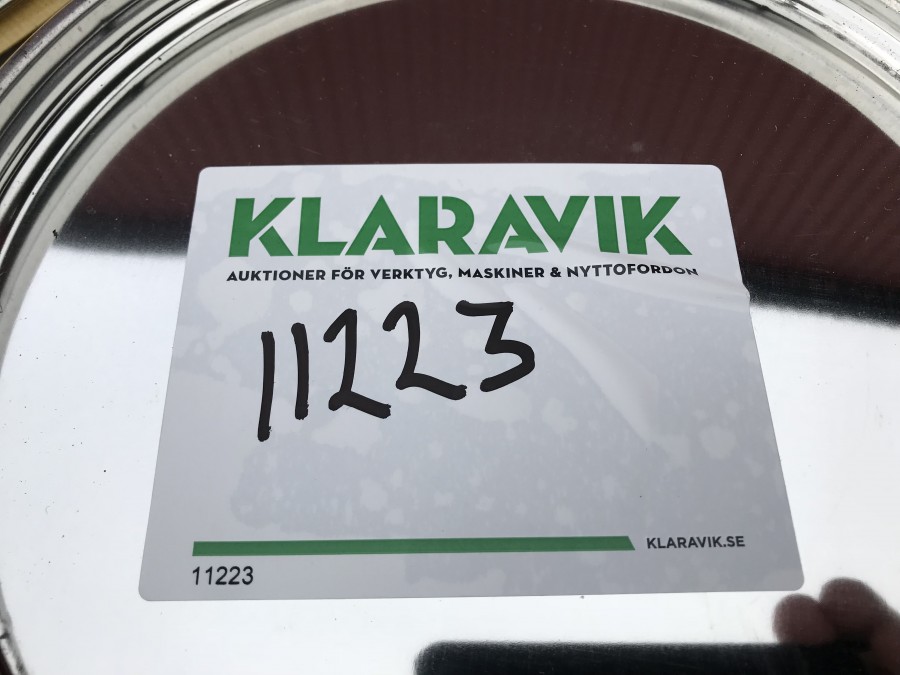 KLARAVIK
AUKTIONER FÖR VERKTYG, MASKINER & NYTTOFORDON
11223
KLARAVIK.SE
11223